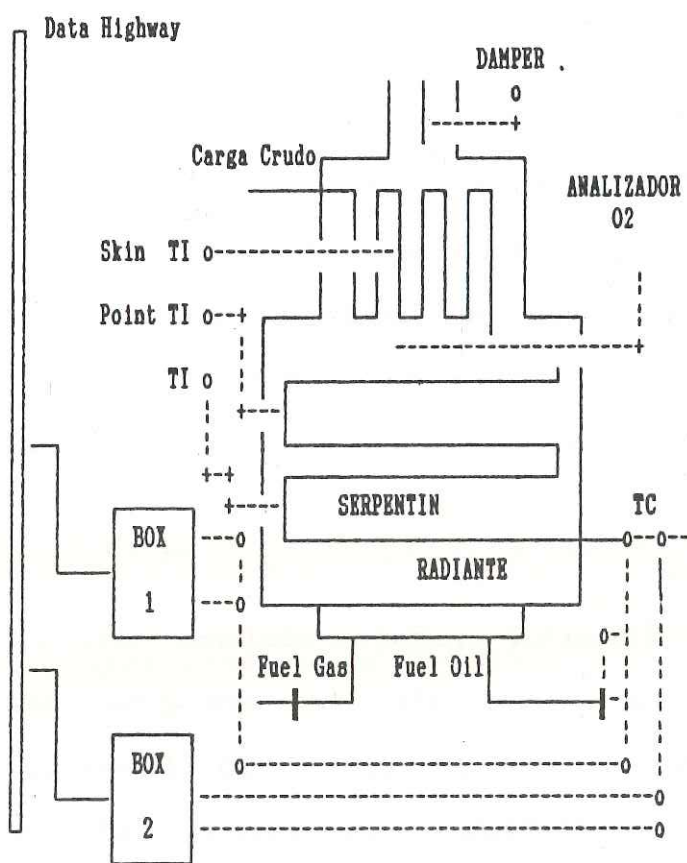 Data Highway
DAMPER .
Carga Crudo
ANALIZADOR
O2
Skin TI
Point TI
TI
SERPENTIN
TC
BOX
1
RADIANTE
Fuel Gas
Fuel Oil
BOX
2